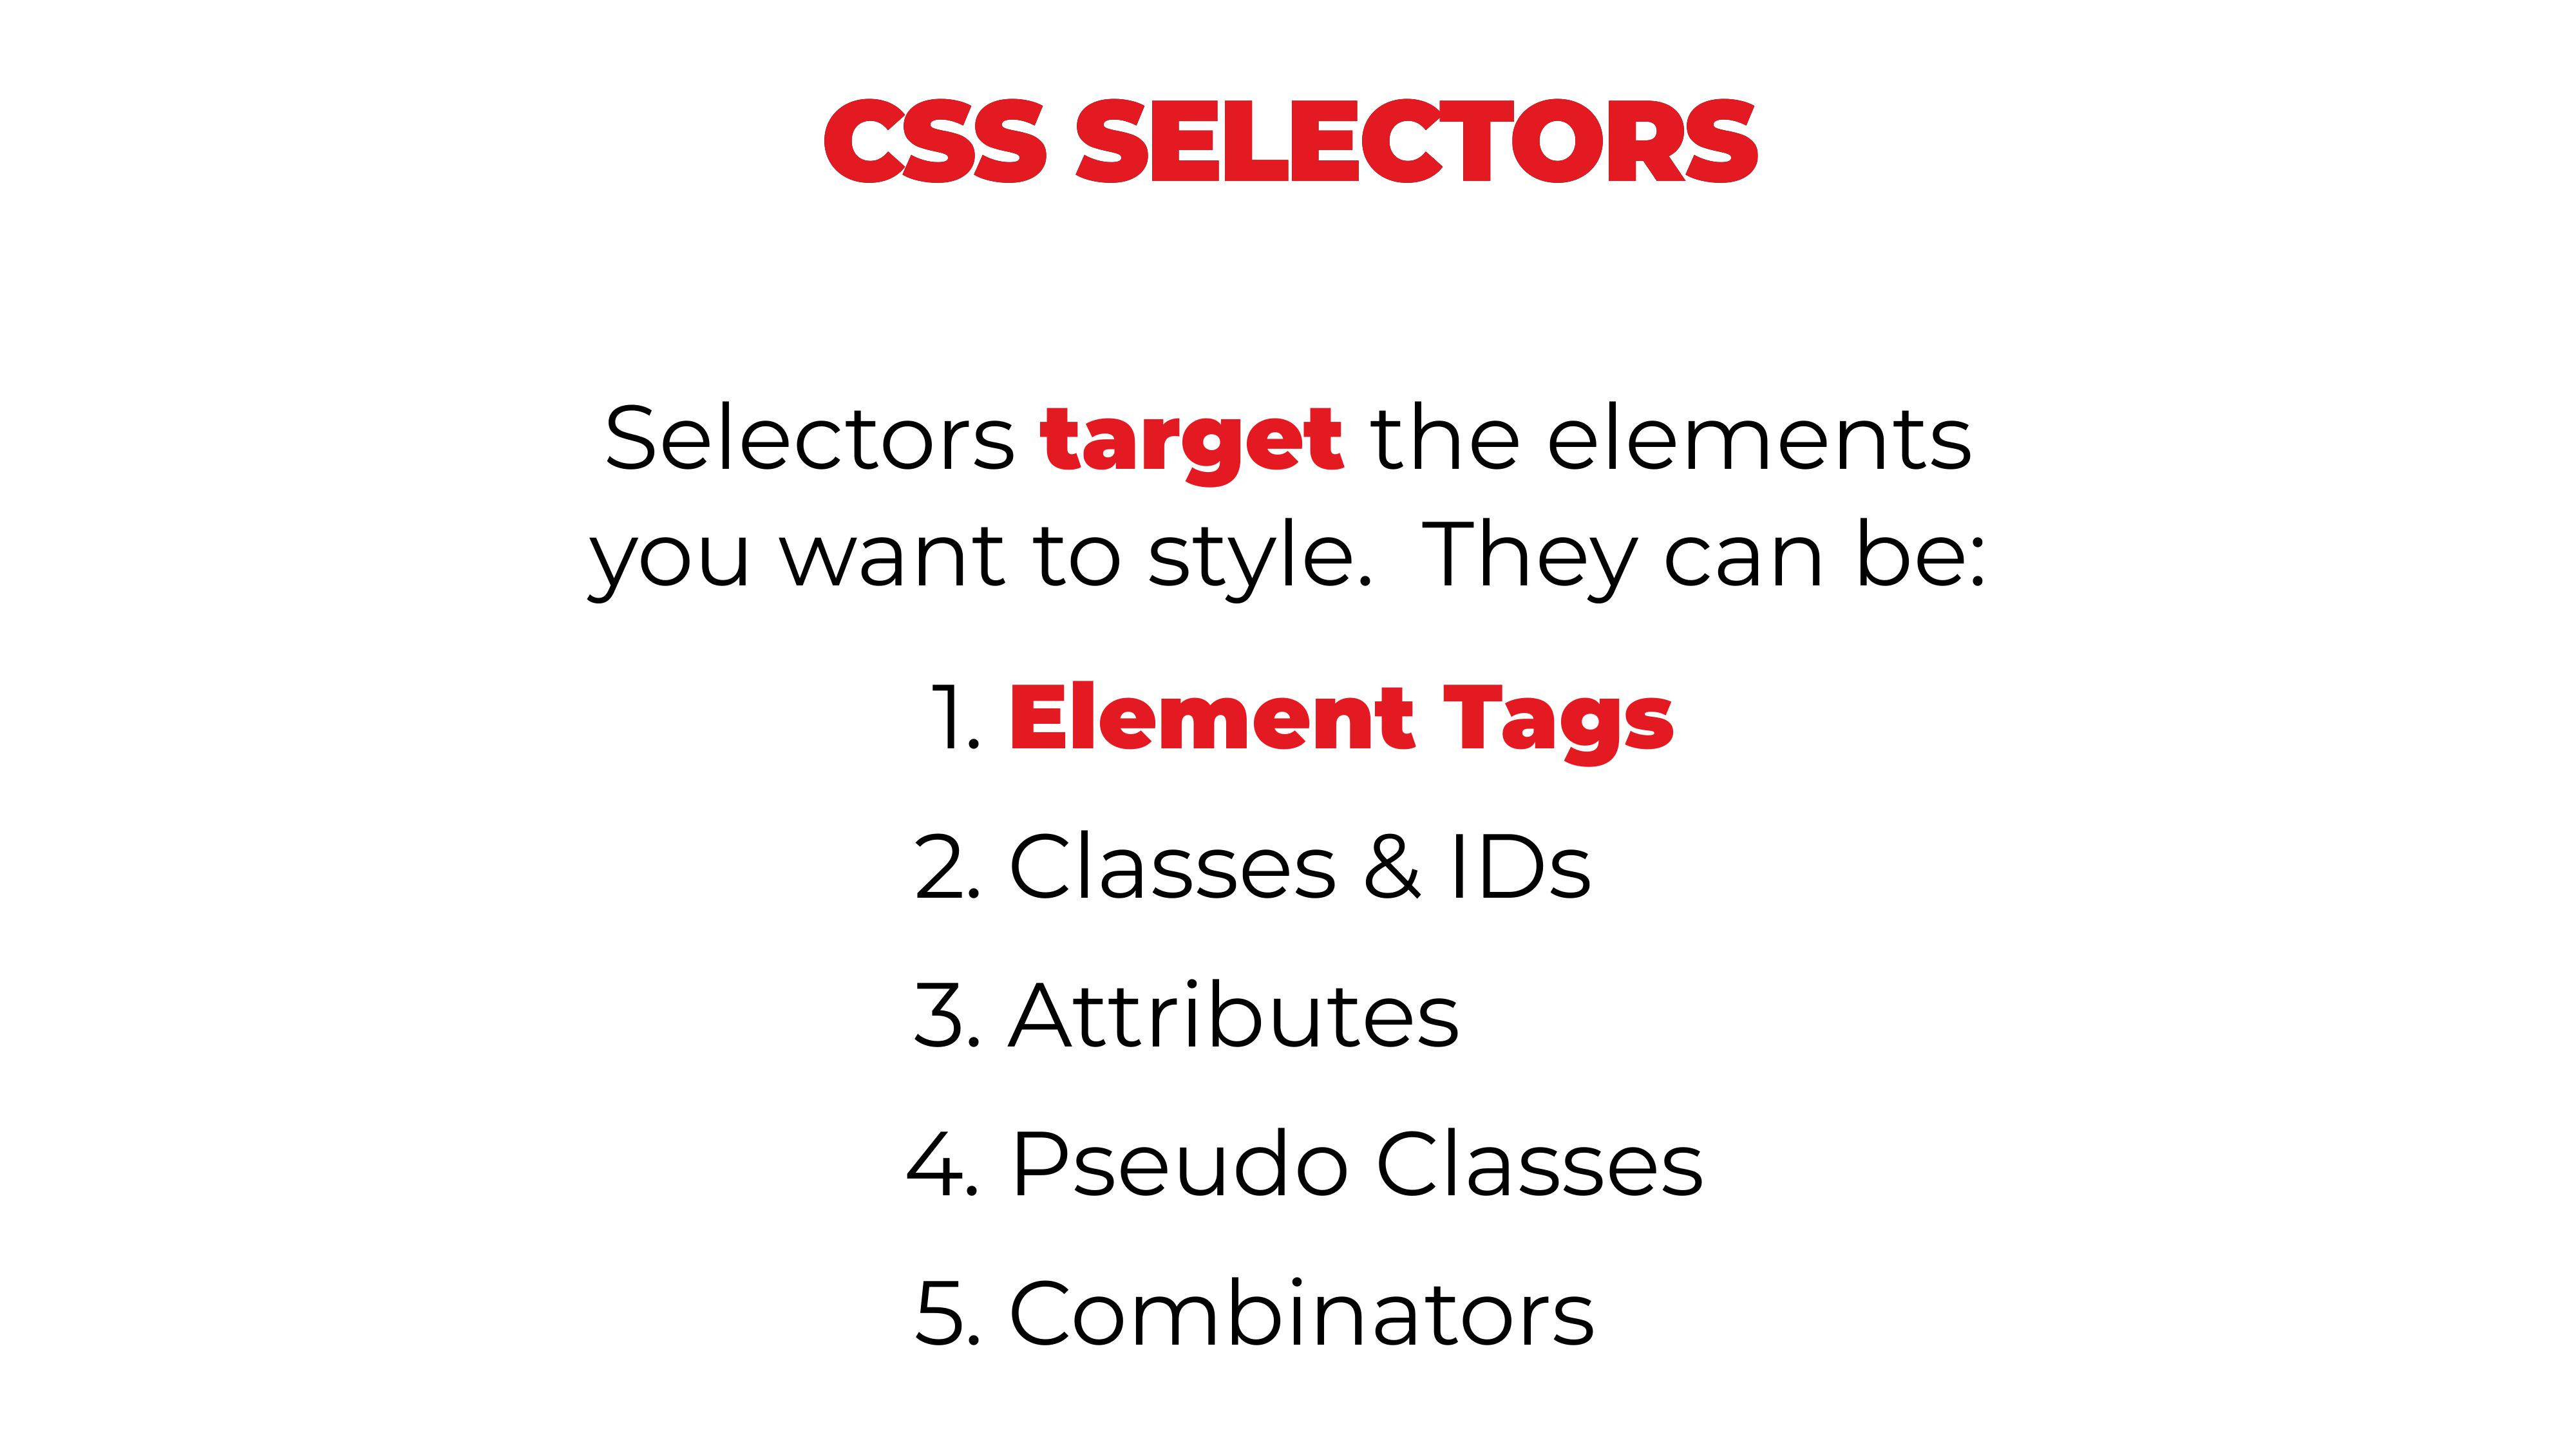 CSS SELECTORS
Selectors target the elements
you want to style.  They can be:
1. Element Tags
2. Classes & IDs
3. Attributes
4. Pseudo Classes
5. Combinators